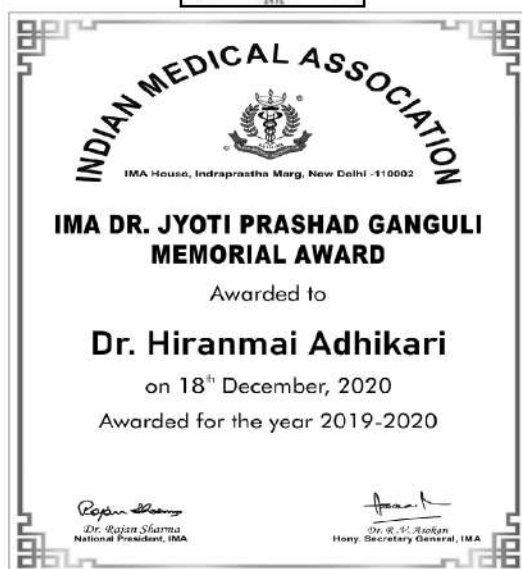 INDIAN MEDICAL ASSOCIATION
IMA House, Indraprastha Marg, New Delhi -110002
IMA DR. JYOTI PRASHAD GANGULI
MEMORIAL AWARD
Awarded to
Dr. Hiranmai Adhikari
on 18th December, 2020
Awarded for the year 2019-2020
Dr. Rajan Sharma
National President, IMA
Dr. R.V. Asokan
Hony. Secretary General, IMA